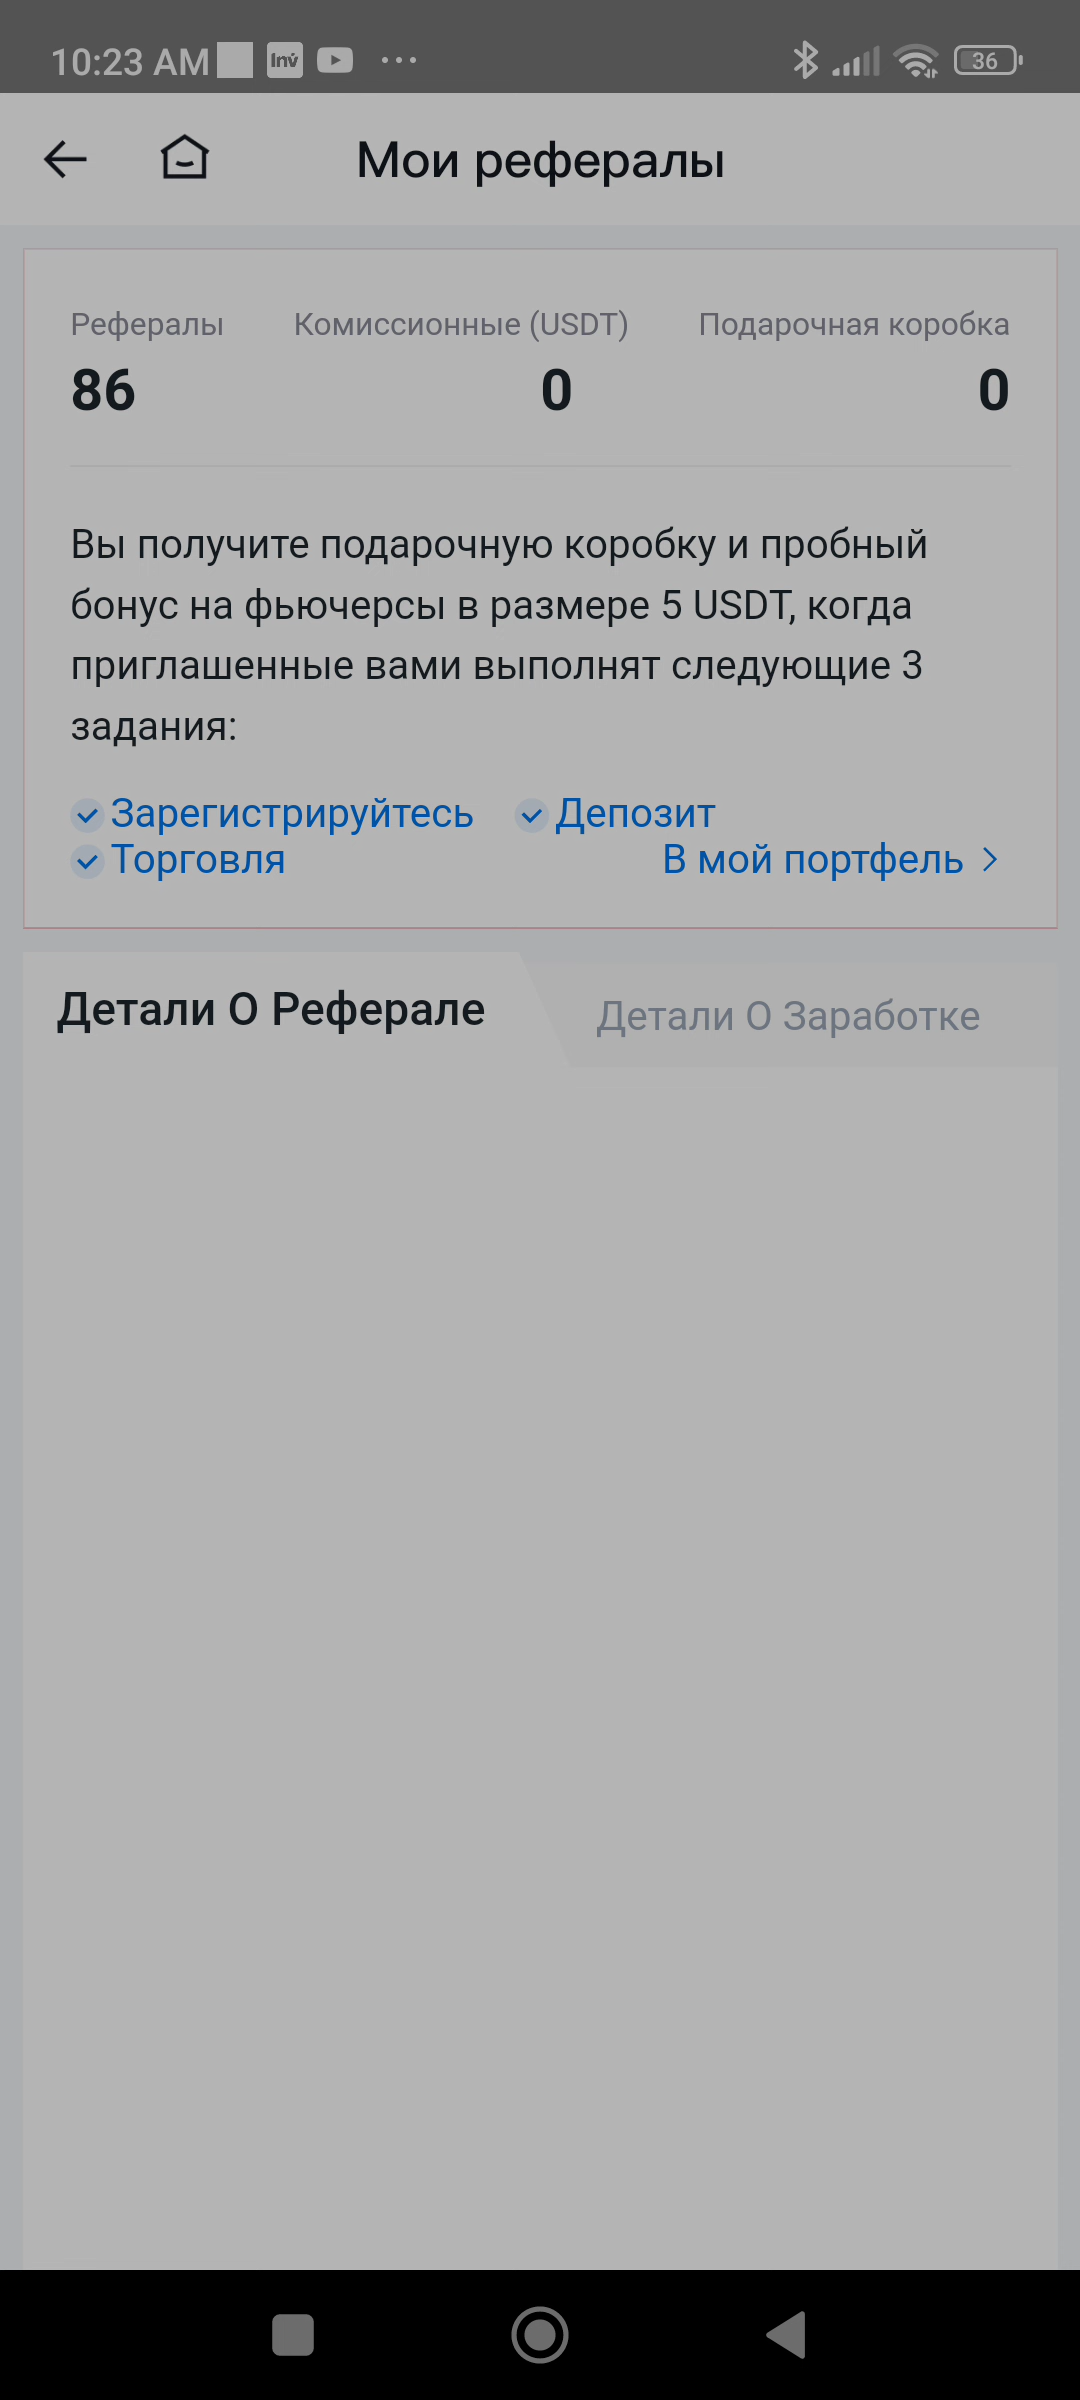 10:23 AM
Inv
36
Мои рефералы
Рефералы
Комиссионные (USDT)
Подарочная коробка
86
0
0
Вы получите подарочную коробку и пробный
бонус на фьючерсы в размере 5 USDT, когда
приглашенные вами выполнят следующие 3
задания:
Зарегистрируйтесь
Депозит
Торговля
В мой портфель
Детали О Реферале
Детали О Заработке